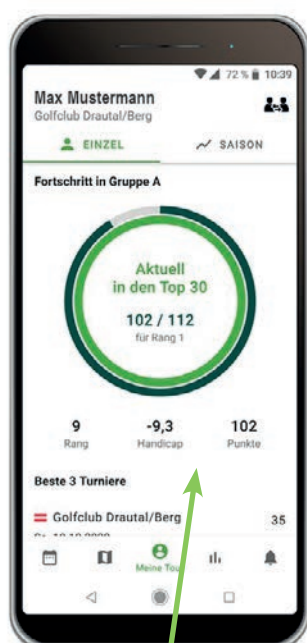 72 % 10:39
Max Mustermann
Golfclub Drautal/Berg
EINZEL
SAISON
Fortschritt in Gruppe A
Aktuell
in den Top 30
102 / 112
für Rang 1
9 -9,3 102
Rang Handicap Punkte
Beste 3 Turniere
Golfclub Drautal/Berg 35
Meine Tour